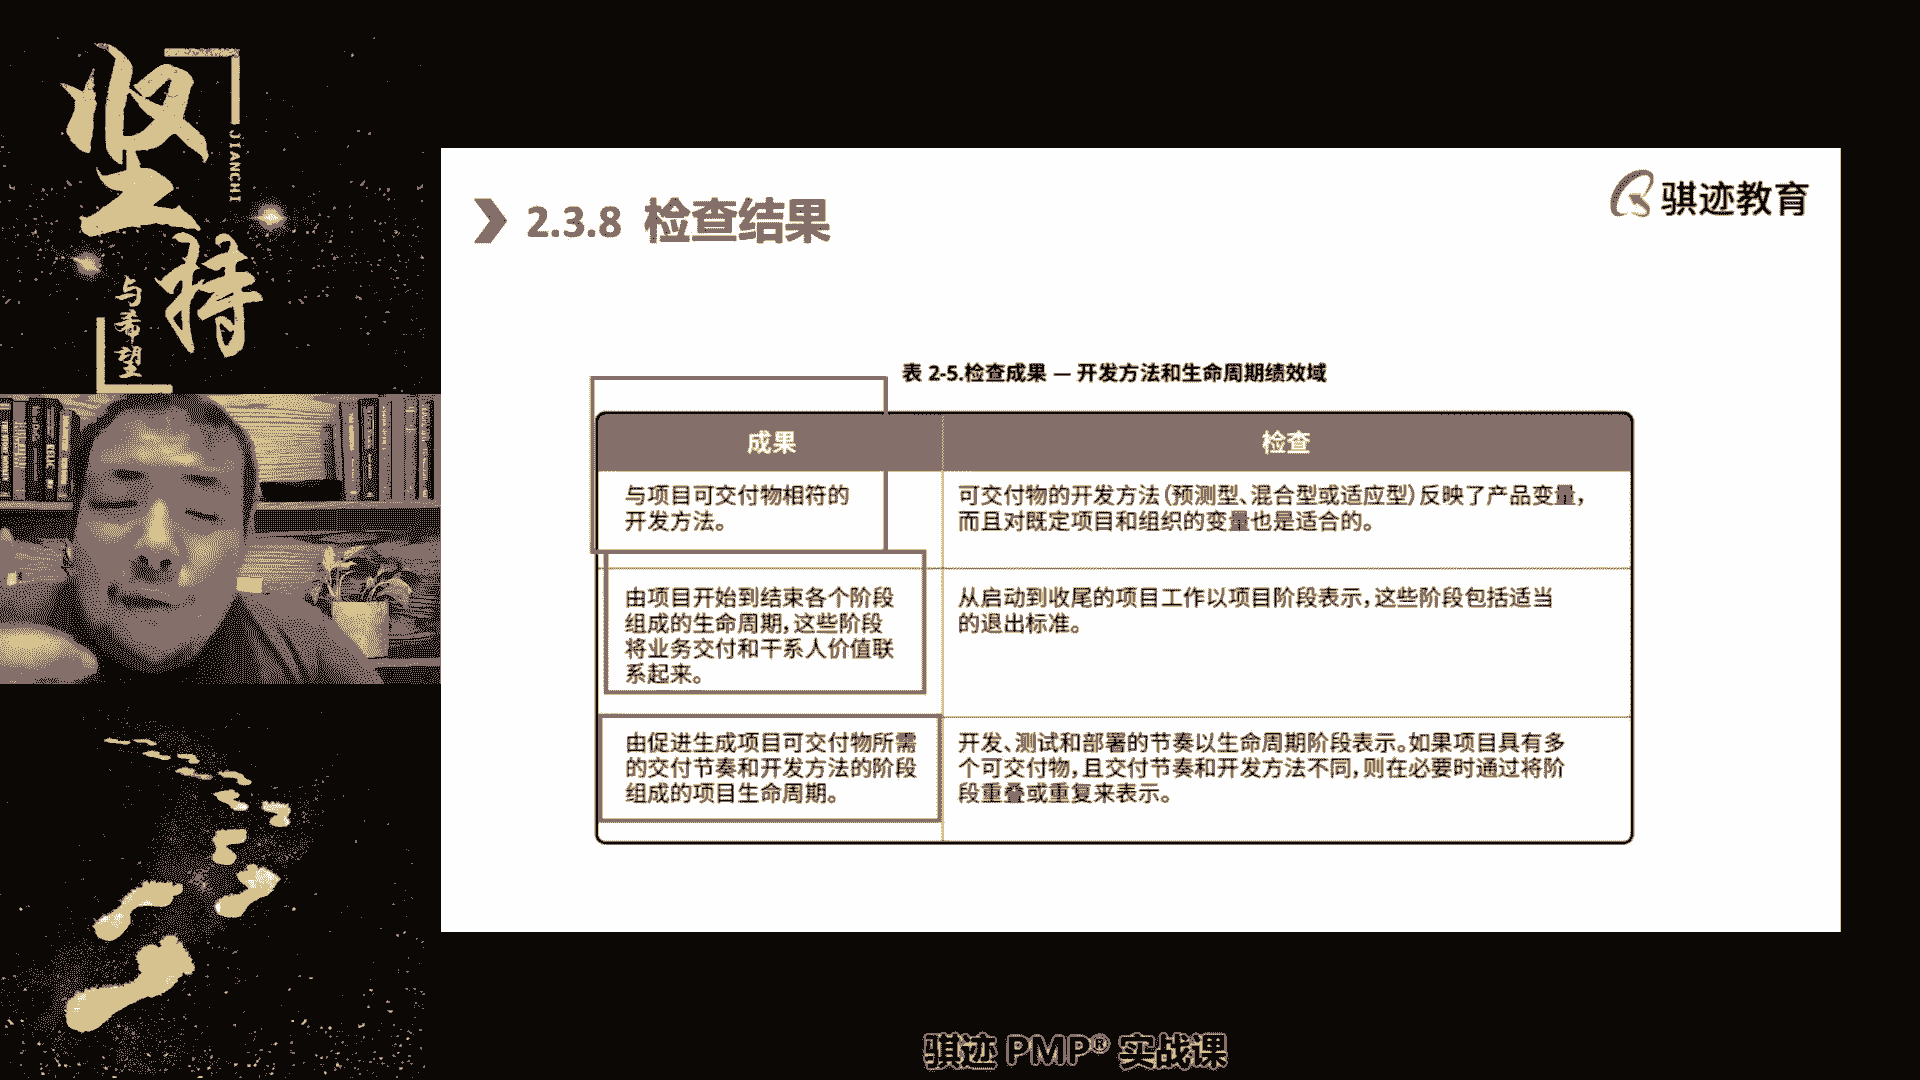 坚持
JIANCHI
与希望
骐迹教育
2.3.8 检查结果
表 2-5.检查成果 — 开发方法和生命周期绩效域
成果
检查
与项目可交付物相符的
开发方法。
可交付物的开发方法(预测型、混合型或适应型)反映了产品变量,
而且对既定项目和组织的变量也是适合的。
由项目开始到结束各个阶段
组成的生命周期,这些阶段
将业务交付和干系人价值联
系起来。
从启动到收尾的项目工作以项目阶段表示,这些阶段包括适当
的退出标准。
由促进生成项目可交付物所需
的交付节奏和开发方法的阶段
组成的项目生命周期。
开发、测试和部署的节奏以生命周期阶段表示。如果项目具有多
个可交付物,且交付节奏和开发方法不同,则在必要时通过将阶
段重叠或重复来表示。
骐迹 PMP® 实战课